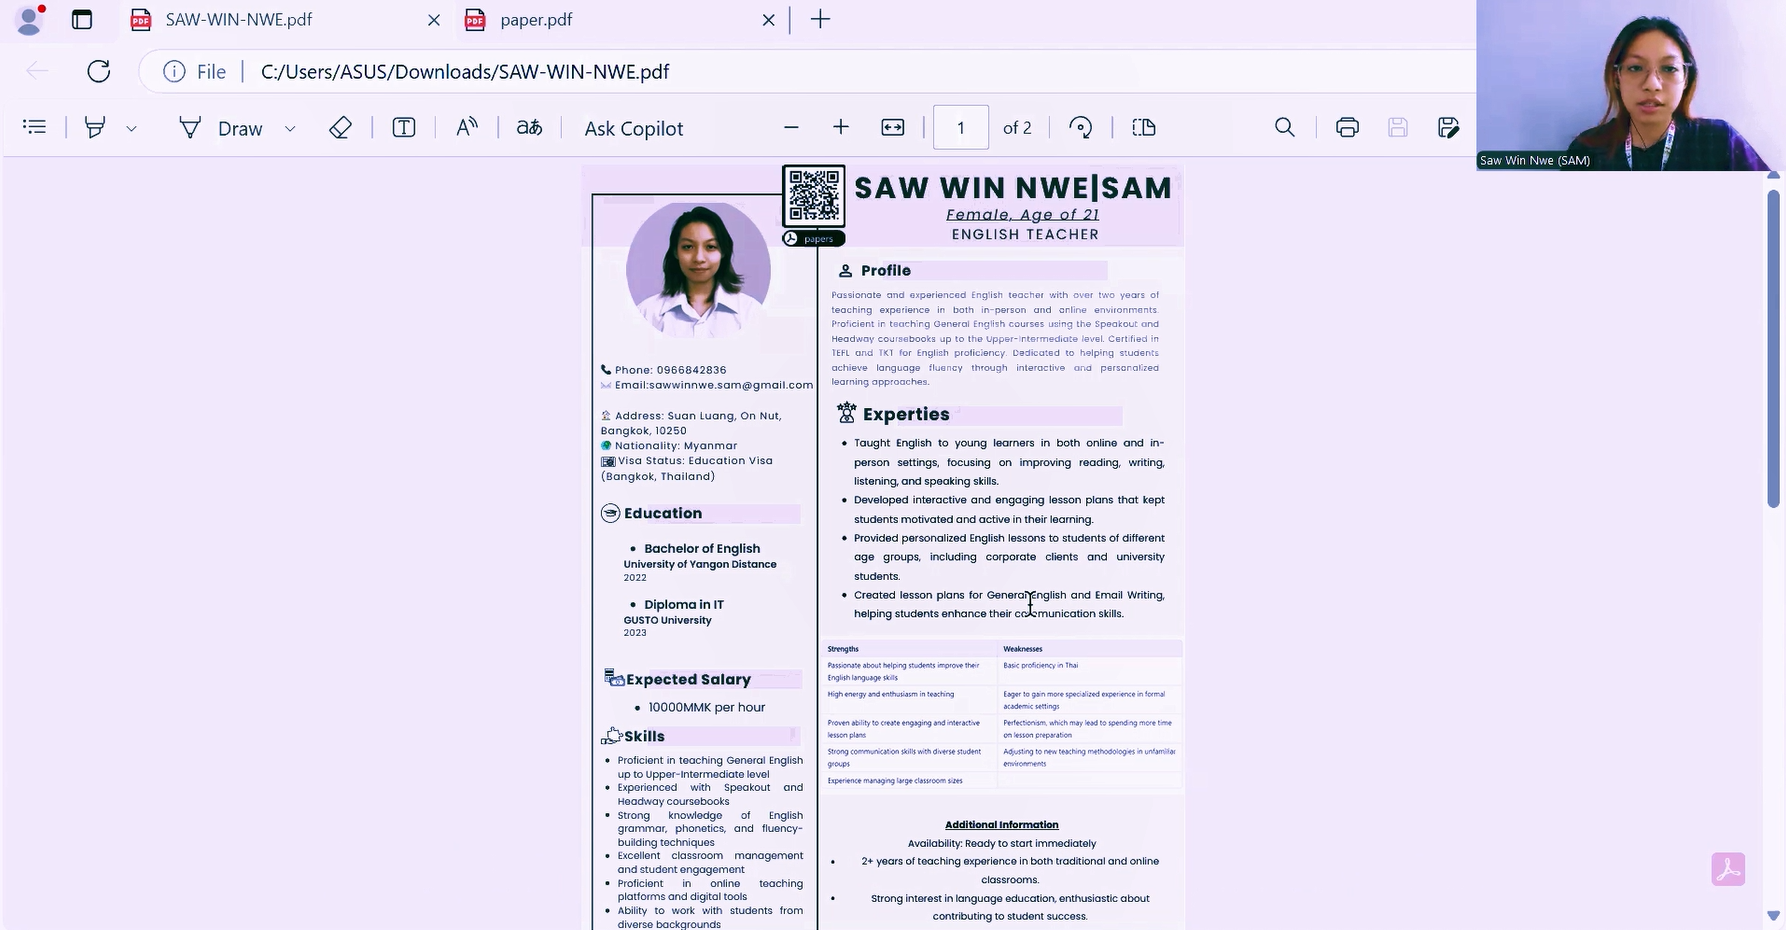 SAW-WIN-NWE.pdf
paper.pdf
File
C:/Users/ASUS/Downloads/SAW-WIN-NWE.pdf
Draw
Ask Copilot
1
of 2
Saw Win Nwe (SAM)
papers
SAW WIN NWE|SAM
Female, Age of 21
ENGLISH TEACHER
Phone: 0966842836
Email:sawwinnwe.sam@gmail.com
Address: Suan Luang, On Nut,
Bangkok, 10250
Nationality: Myanmar
Visa Status: Education Visa
(Bangkok, Thailand)
Education
• Bachelor of English
University of Yangon Distance
2022
• Diploma in IT
GUSTO University
2023
Expected Salary
• 10000MMK per hour
Skills
• Proficient in teaching General English
up to Upper-Intermediate level
• Experienced with Speakout and
Headway coursebooks
• Strong knowledge of English
grammar, phonetics, and fluency-
building techniques
• Excellent classroom management
and student engagement
• Proficient in online teaching
platforms and digital tools
• Ability to work with students from
diverse backgrounds
Profile
Passionate and experienced English teacher with over two years of
teaching experience in both in-person and online environments.
Proficient in teaching General English courses using the Speakout and
Headway coursebooks up to the Upper-Intermediate level. Certified in
TEFL and TKT for English proficiency. Dedicated to helping students
achieve language fluency through interactive and personalized
learning approaches.
Experties
• Taught English to young learners in both online and in-
person settings, focusing on improving reading, writing,
listening, and speaking skills.
• Developed interactive and engaging lesson plans that kept
students motivated and active in their learning.
• Provided personalized English lessons to students of different
age groups, including corporate clients and university
students.
• Created lesson plans for General English and Email Writing,
helping students enhance their communication skills.
Strengths
Weaknesses
Passionate about helping students improve their
English language skills
Basic proficiency in Thai
High energy and enthusiasm in teaching
Eager to gain more specialized experience in formal
academic settings
Proven ability to create engaging and interactive
lesson plans
Perfectionism, which may lead to spending more time
on lesson preparation
Strong communication skills with diverse student
groups
Adjusting to new teaching methodologies in unfamiliar
environments
Experience managing large classroom sizes
Additional Information
Availability: Ready to start immediately
• 2+ years of teaching experience in both traditional and online
classrooms.
• Strong interest in language education, enthusiastic about
contributing to student success.